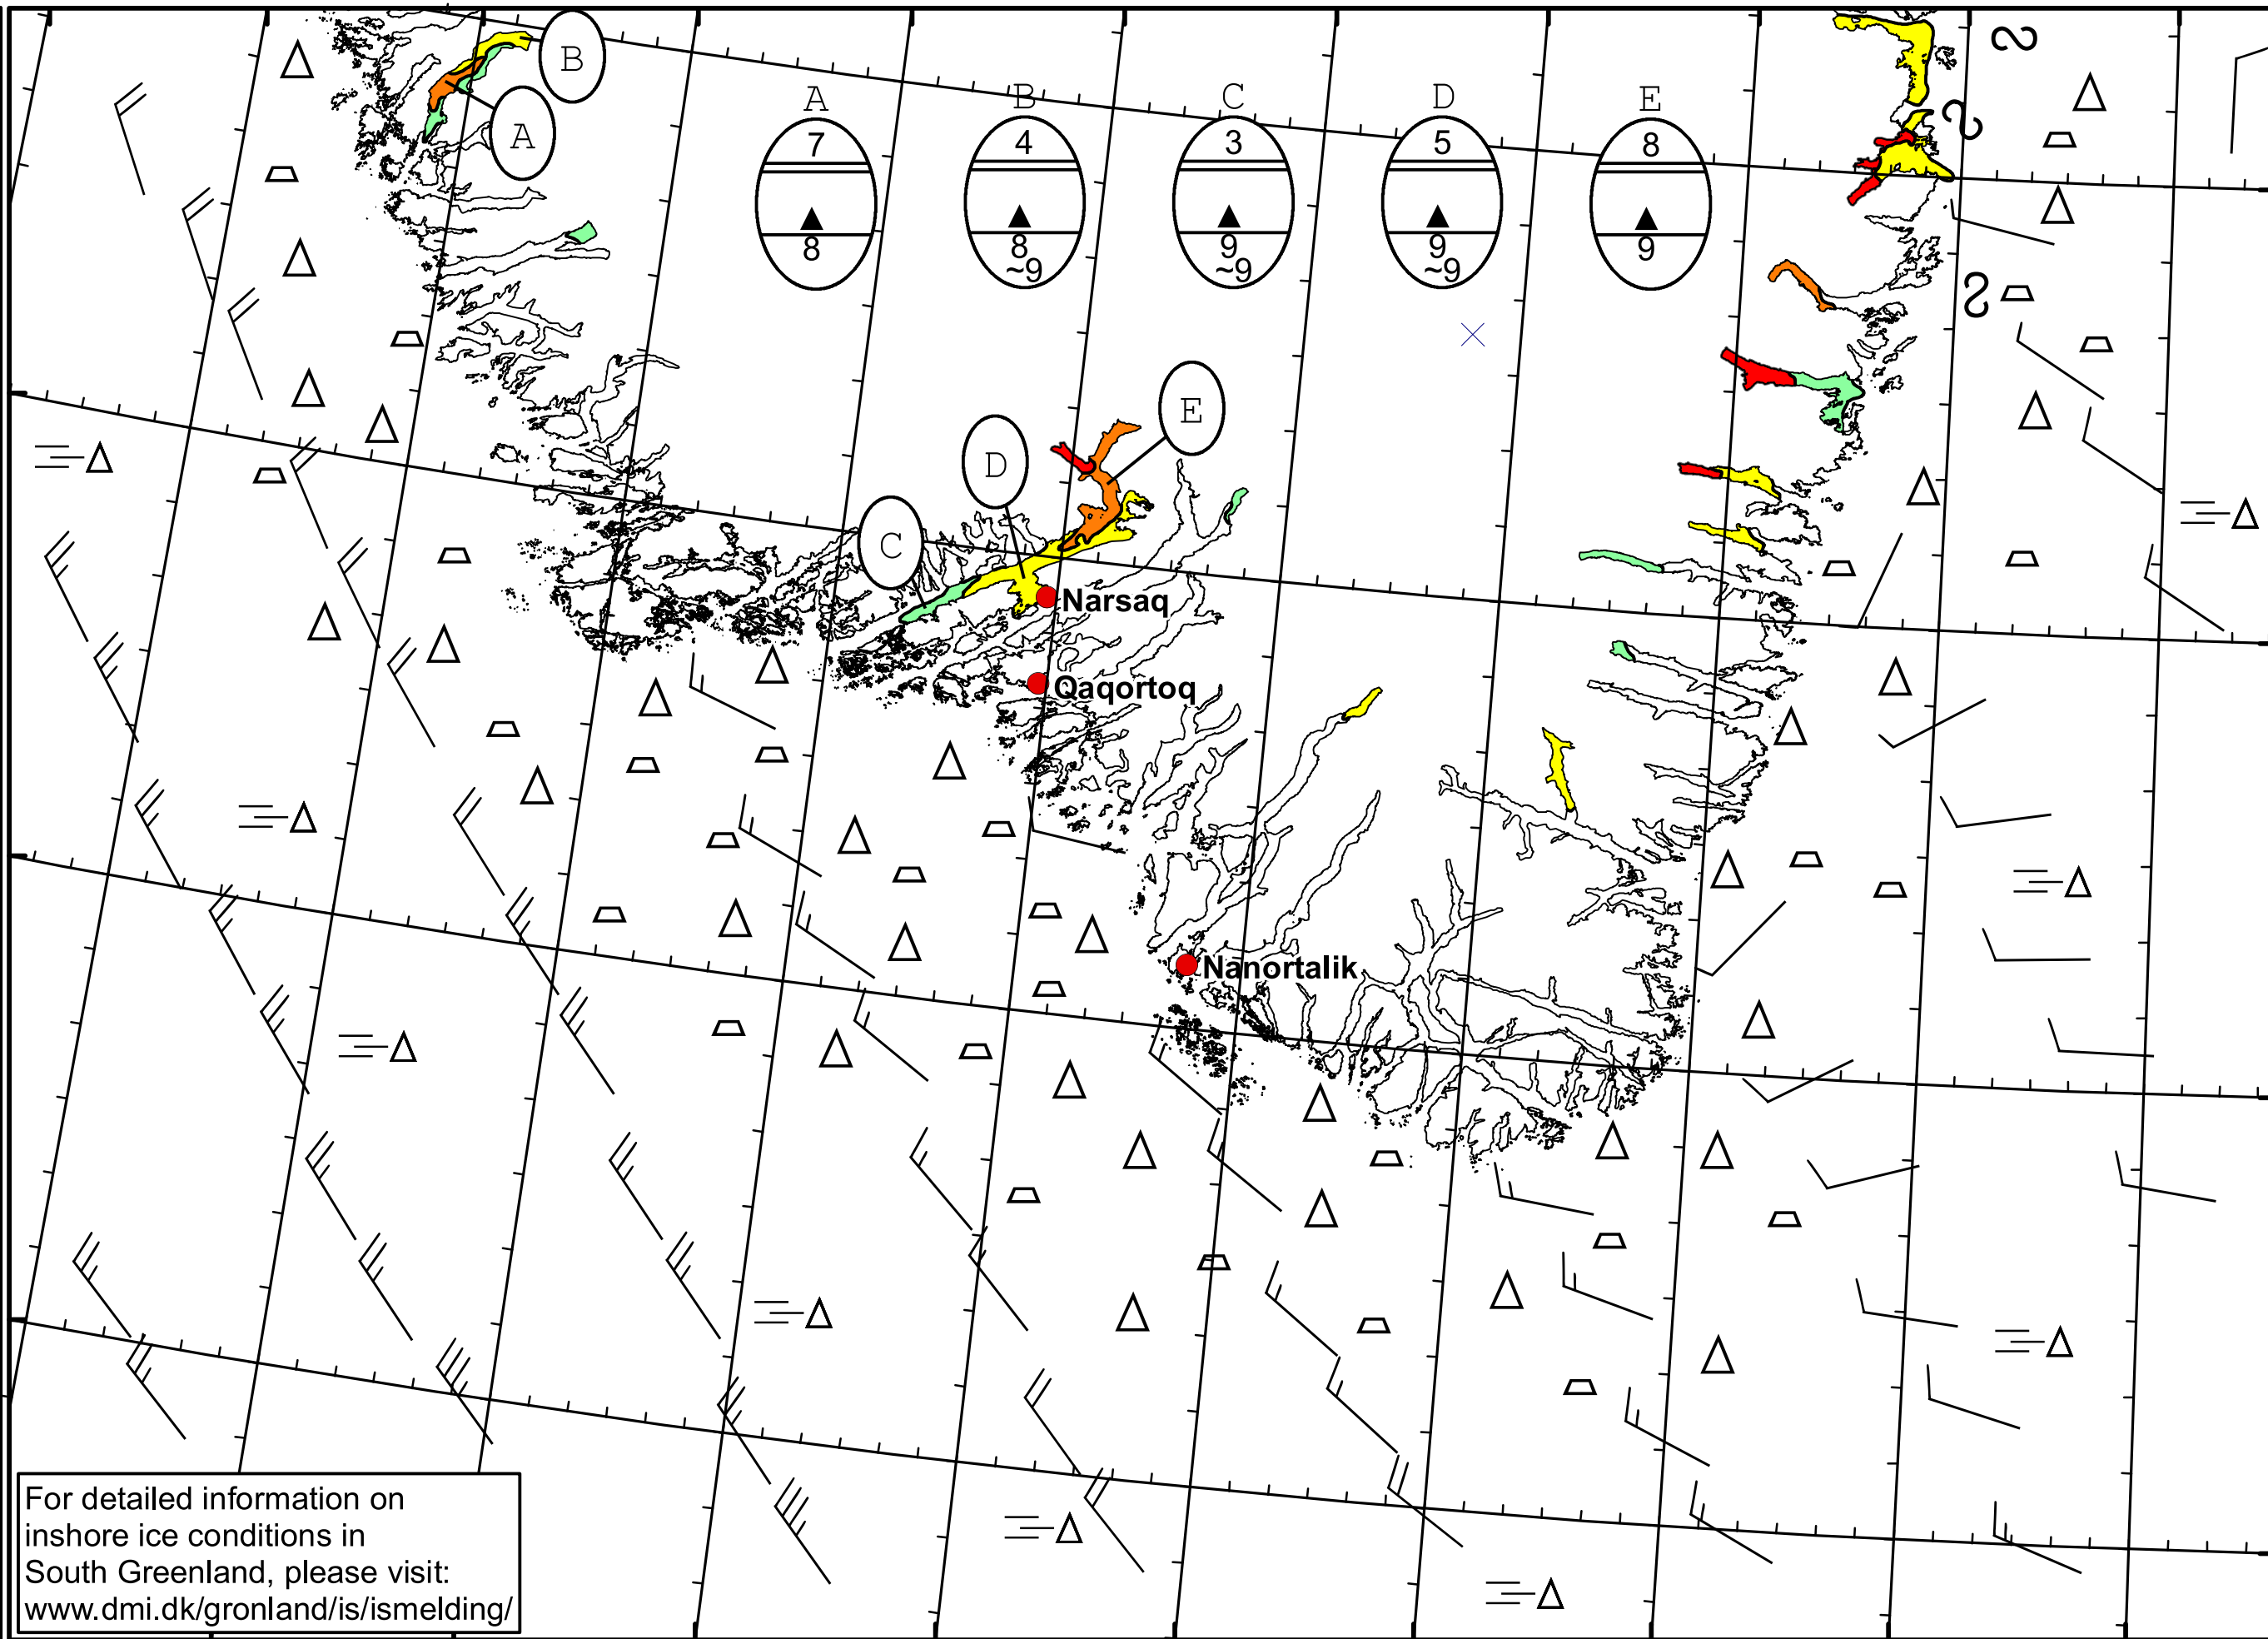 B
A
A B C D E
7 4 3 5 8
8 8 9 9 9
~9 ~9 ~9
E
D
C
Narsaq
Qaqortoq
Nanortalik
For detailed information on
inshore ice conditions in
South Greenland, please visit:
www.dmi.dk/gronland/is/ismelding/